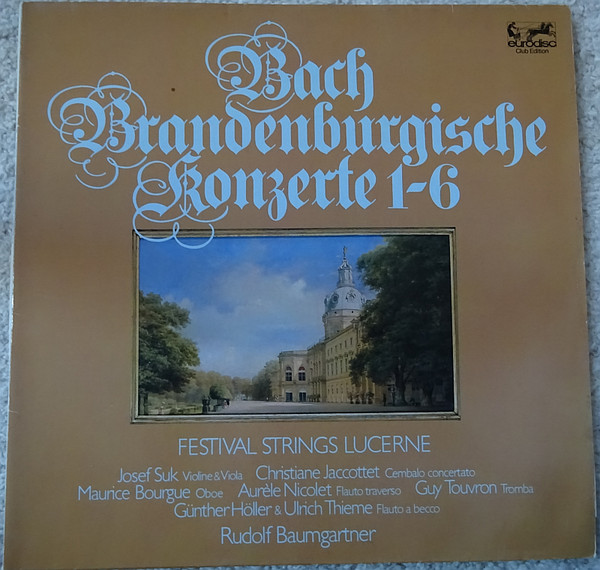 eurodisc
Club Edition
Bach
Brandenburgische
Konzerte 1-6
FESTIVAL STRINGS LUCERNE
Josef Suk Violine & Viola Christiane Jaccottet Cembalo concertato
Maurice Bourgue Oboe Aurèle Nicolet Flauto traverso Guy Touvron Tromba
Günther Höller & Ulrich Thieme Flauto a becco
Rudolf Baumgartner